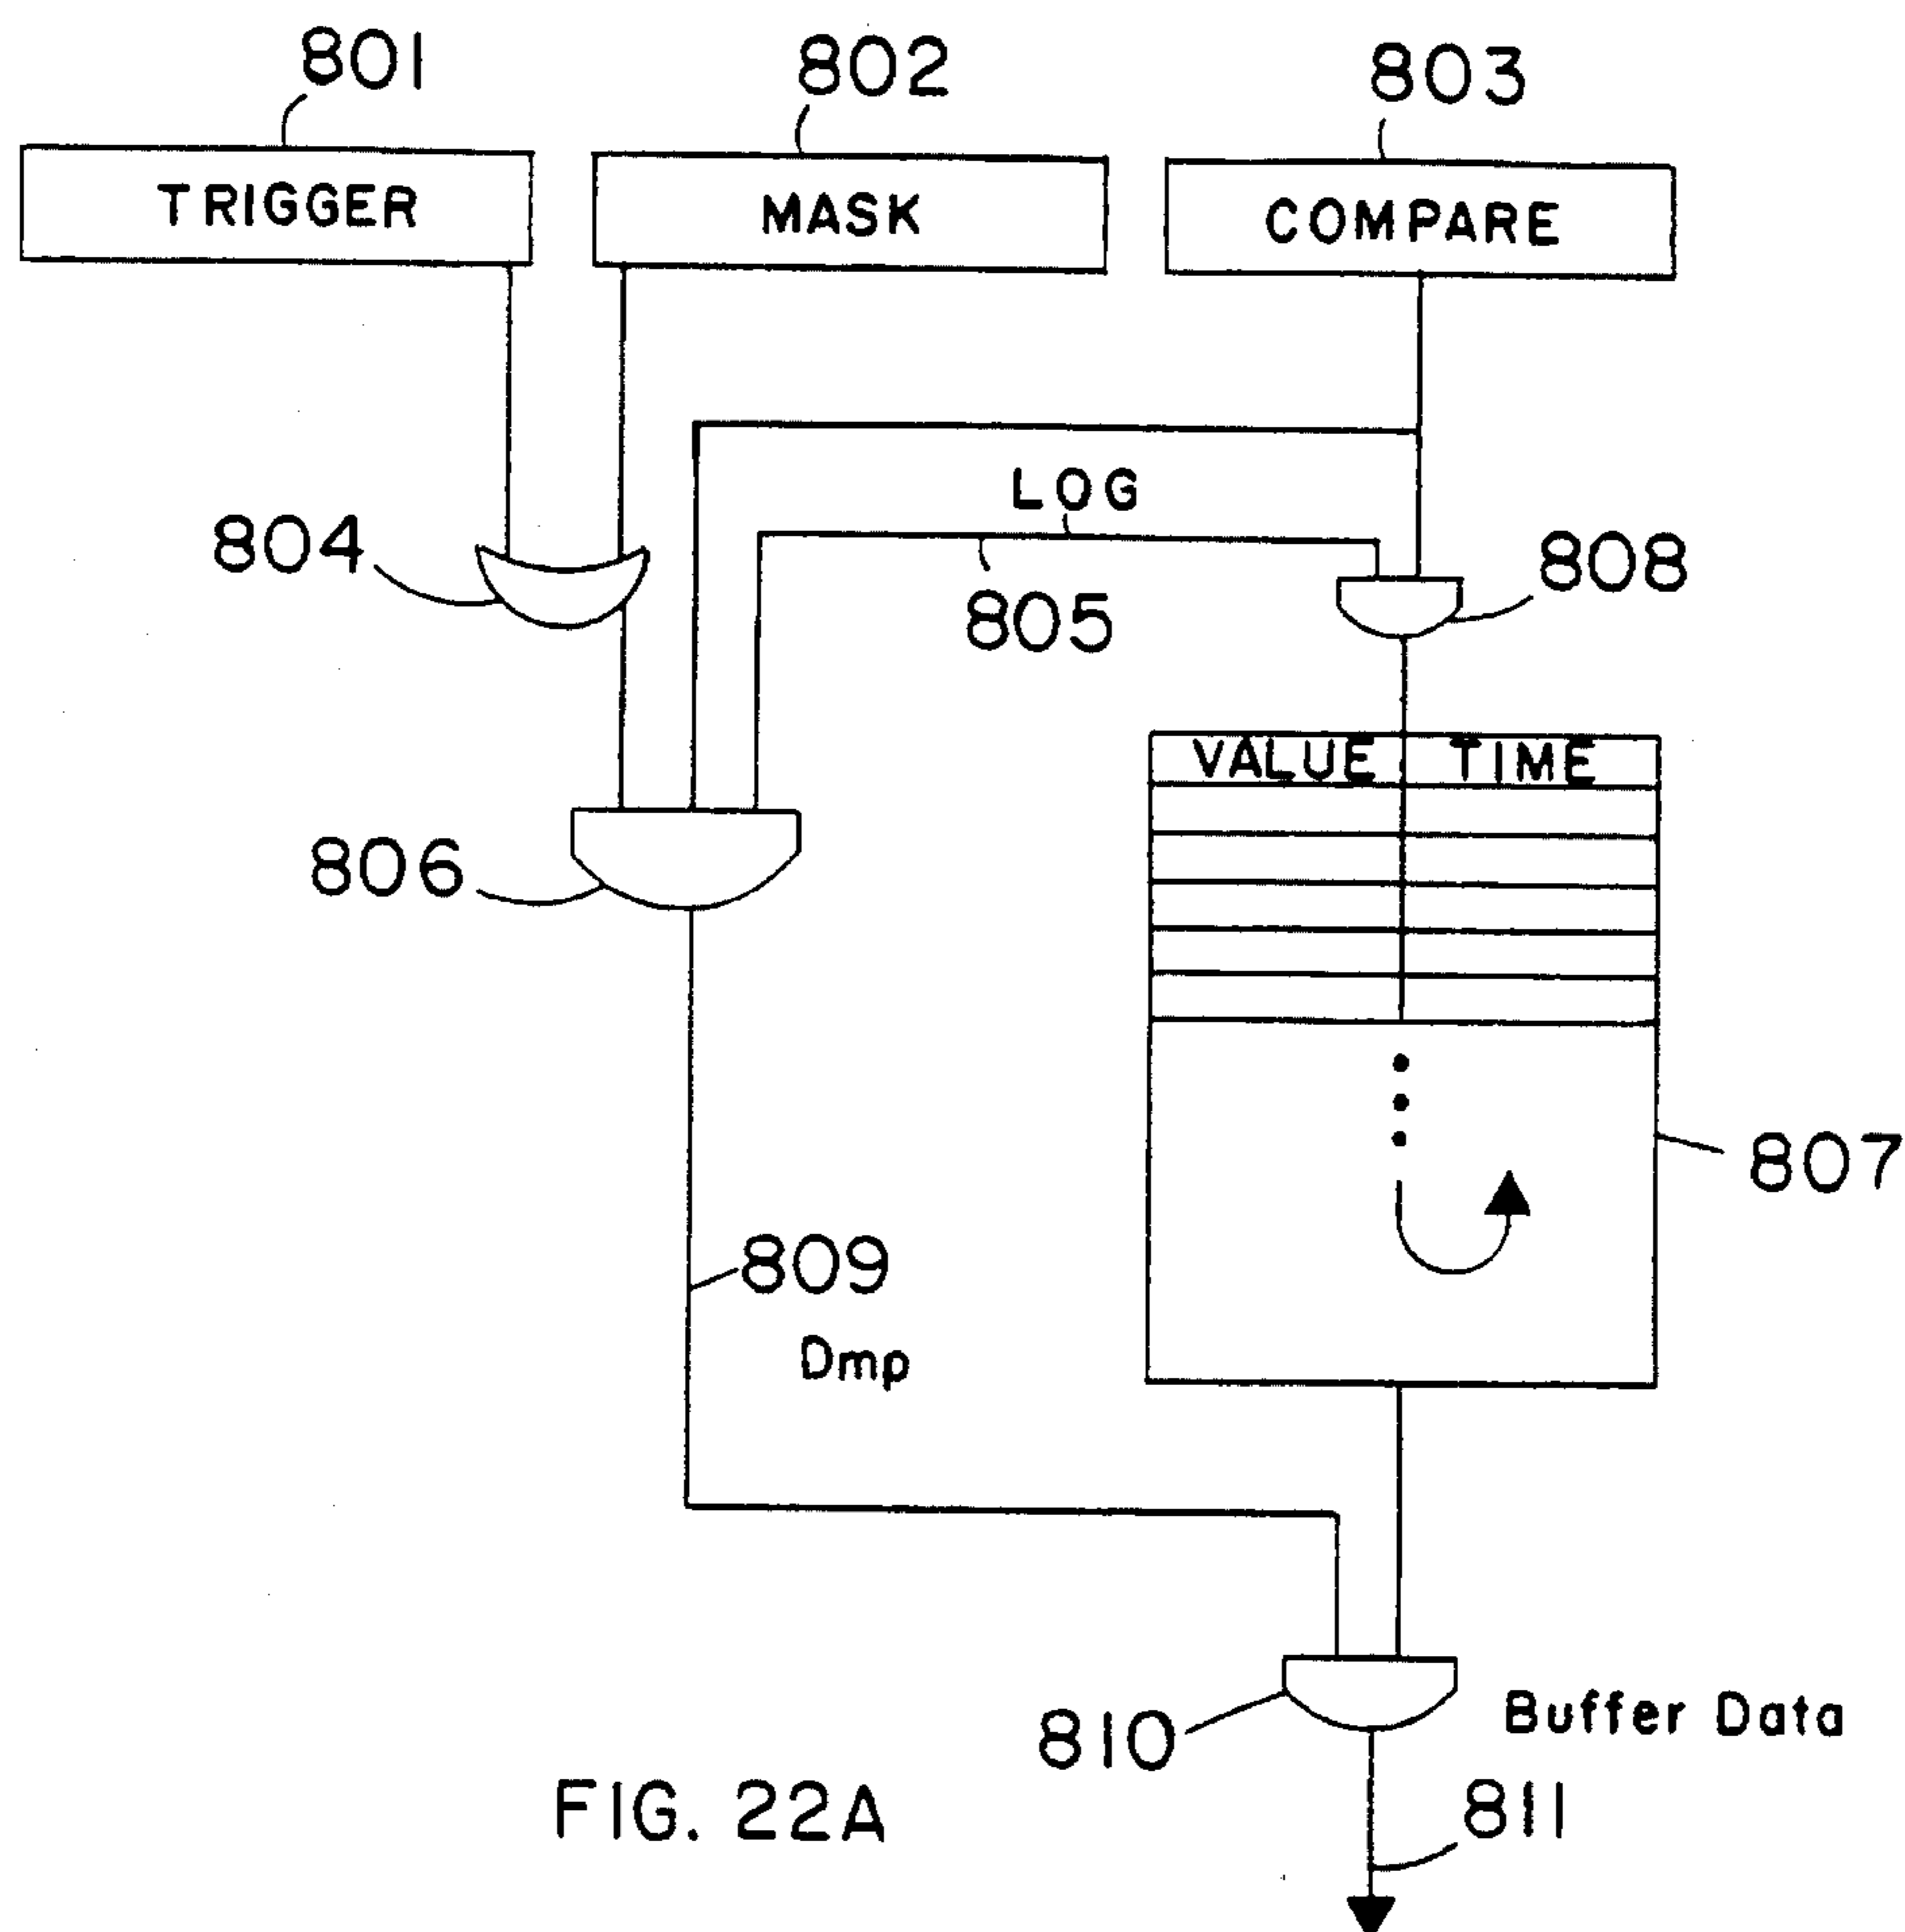 801
802
803
TRIGGER
MASK
COMPARE
LOG
804
805
808
VALUE TIME
806
807
809
Dmp
810
Buffer Data
811
FIG. 22A